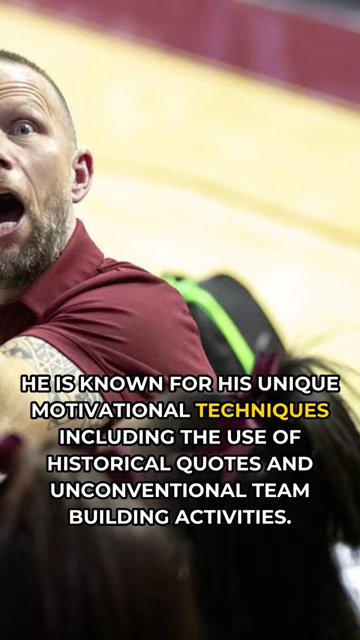 HE IS KNOWN FOR HIS UNIQUE
MOTIVATIONAL TECHNIQUES
INCLUDING THE USE OF
HISTORICAL QUOTES AND
UNCONVENTIONAL TEAM
BUILDING ACTIVITIES.